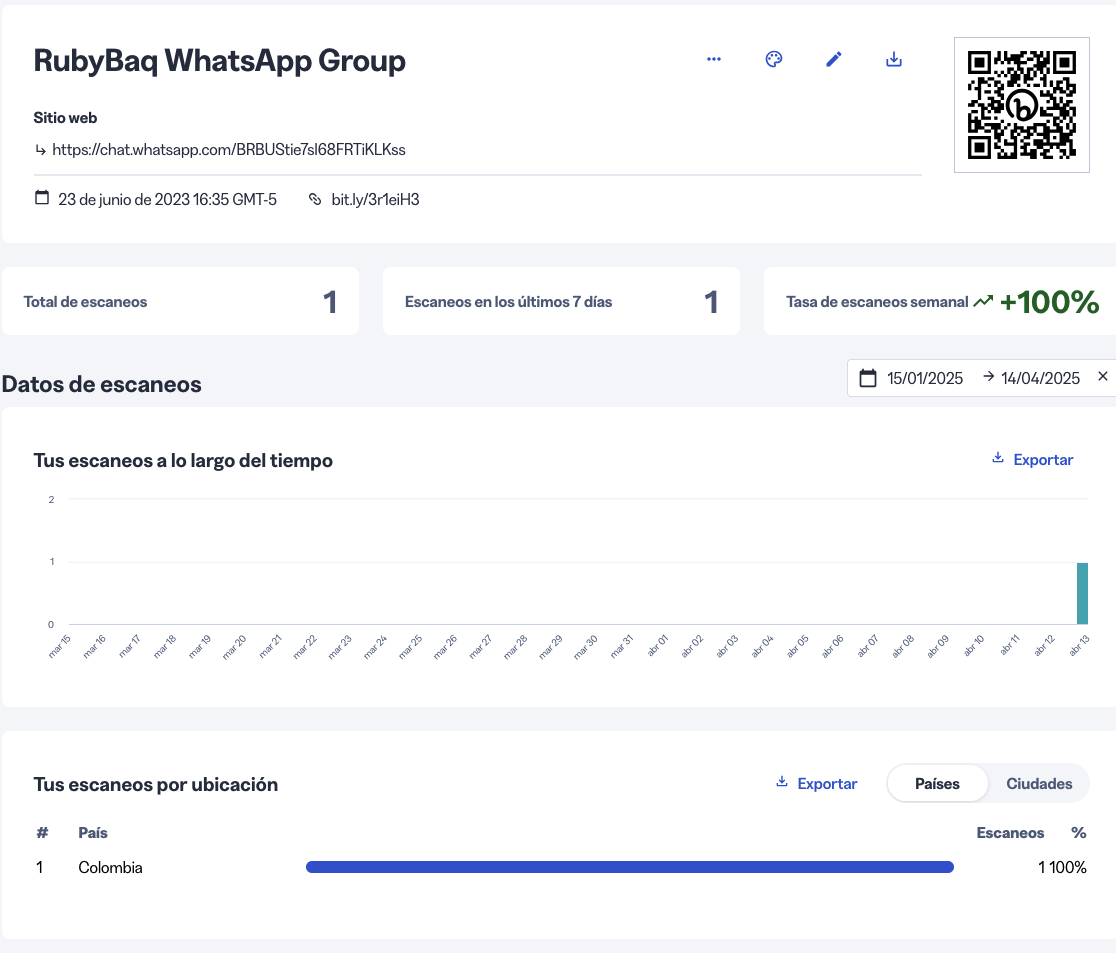 RubyBaq WhatsApp Group
Sitio web
https://chat.whatsapp.com/BRBUStie7sI68FRTiKLKss
23 de junio de 2023 16:35 GMT-5 bit.ly/3r1eiH3
Total de escaneos 1
Escaneos en los últimos 7 días 1
Tasa de escaneos semanal +100%
Datos de escaneos
15/01/2025 → 14/04/2025
Tus escaneos a lo largo del tiempo
Exportar
2
1
0
mar 15 mar 16 mar 17 mar 18 mar 19 mar 20 mar 21 mar 22 mar 23 mar 24 mar 25 mar 26 mar 27 mar 28 mar 29 mar 30 mar 31 abr 01 abr 02 abr 03 abr 04 abr 05 abr 06 abr 07 abr 08 abr 09 abr 10 abr 11 abr 12 abr 13
Tus escaneos por ubicación
Exportar Países Ciudades
# País Escaneos %
1 Colombia 1 100%